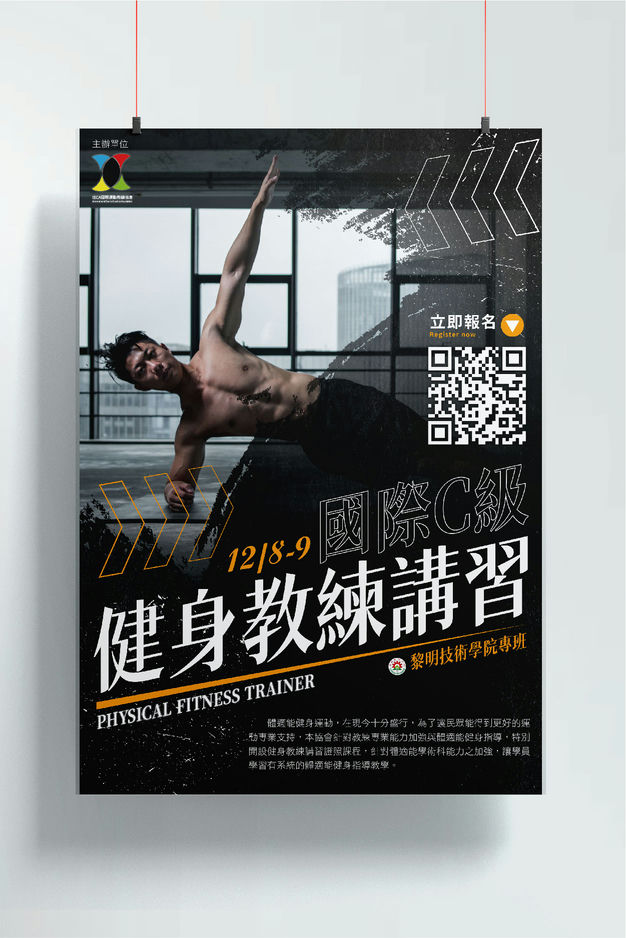 主辦單位
立即報名
Register now
國際C級
12/8-9
健身教練講習
黎明技術學院專班
PHYSICAL FITNESS TRAINER
體適能健身運動，在現今十分盛行，為了讓民眾能得到更好的運
動專業支持，本協會針對教練專業能力加強與體適能健身指導，特別
開設健身教練講習證照課程，針對體適能學術科能力之加強，讓學員
學習有系統的體適能健身指導教學。